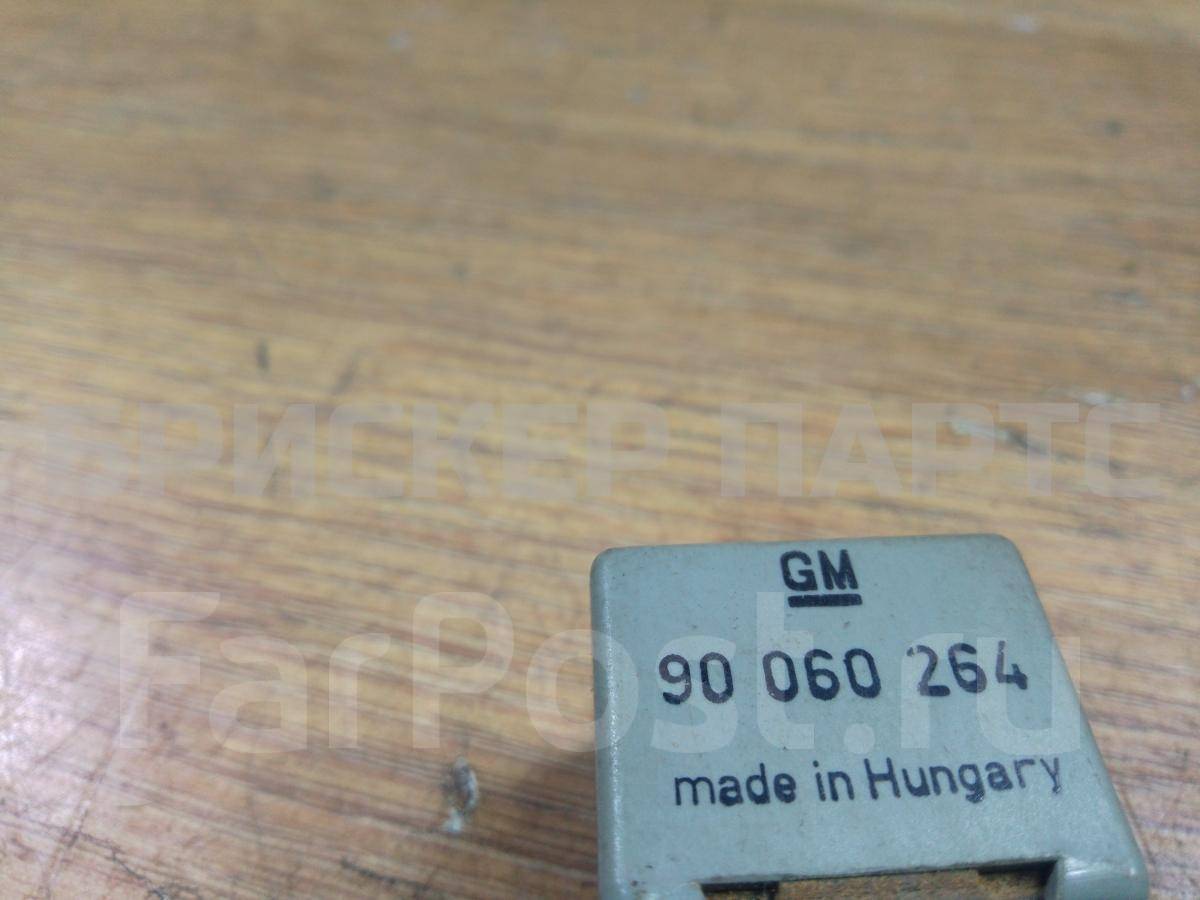 БРИСКЕР ПАРТС
GM
90 060 264
FarPost.ru
made in Hungary